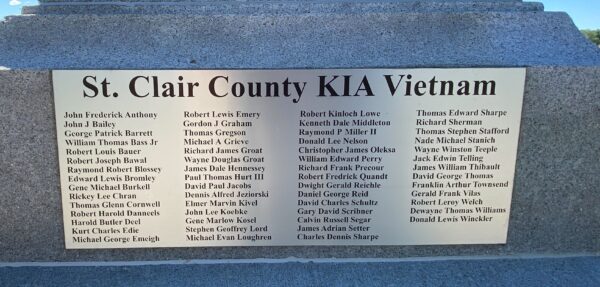 St. Clair County KIA Vietnam
John Frederick Anthony
John J Bailey
George Patrick Barrett
William Thomas Bass Jr
Robert Louis Bauer
Robert Joseph Bawal
Raymond Robert Blossey
Edward Lewis Bromley
Gene Michael Burkell
Rickey Lee Chran
Thomas Glenn Cornwell
Robert Harold Danneels
Harold Butler Deel
Kurt Charles Edie
Michael George Emeigh
Robert Lewis Emery
Gordon J Graham
Thomas Gregson
Michael A Grieve
Richard James Groat
Wayne Douglas Groat
James Dale Hennessey
Paul Thomas Hurt III
David Paul Jacobs
Dennis Alfred Jeziorski
Elmer Marvin Kivel
John Lee Koebke
Gene Marlow Kosel
Stephen Geoffrey Lord
Michael Evan Loughren
Robert Kinloch Lowe
Kenneth Dale Middleton
Raymond P Miller II
Donald Lee Nelson
Christopher James Oleksa
William Edward Perry
Richard Frank Precour
Robert Fredrick Quandt
Dwight Gerald Reichle
Daniel George Reid
David Charles Schultz
Gary David Scribner
Calvin Russell Segar
James Adrian Setter
Charles Dennis Sharpe
Thomas Edward Sharpe
Richard Sherman
Thomas Stephen Stafford
Nade Michael Stanich
Wayne Winston Teeple
Jack Edwin Telling
James William Thibault
David George Thomas
Franklin Arthur Townsend
Gerald Frank Vilas
Robert Leroy Welch
Dewayne Thomas Williams
Donald Lewis Winckler